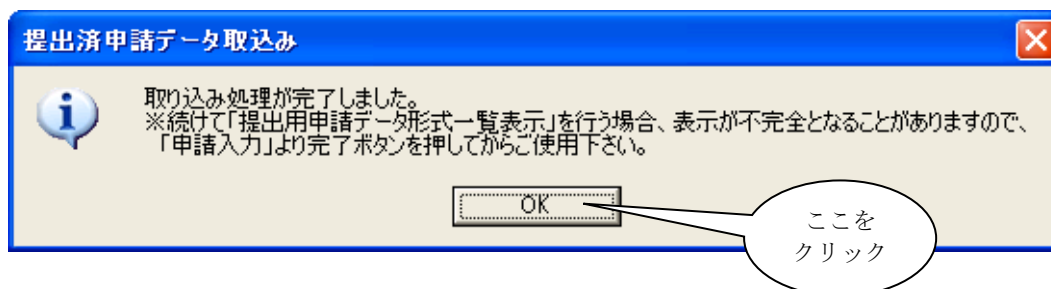 提出済申請データ取込み
取り込み処理が完了しました。
※続けて「提出用申請データ形式一覧表示」を行う場合、表示が不完全となることがありますので、
「申請入力」より完了ボタンを押してからご使用下さい。
OK
ここを
クリック